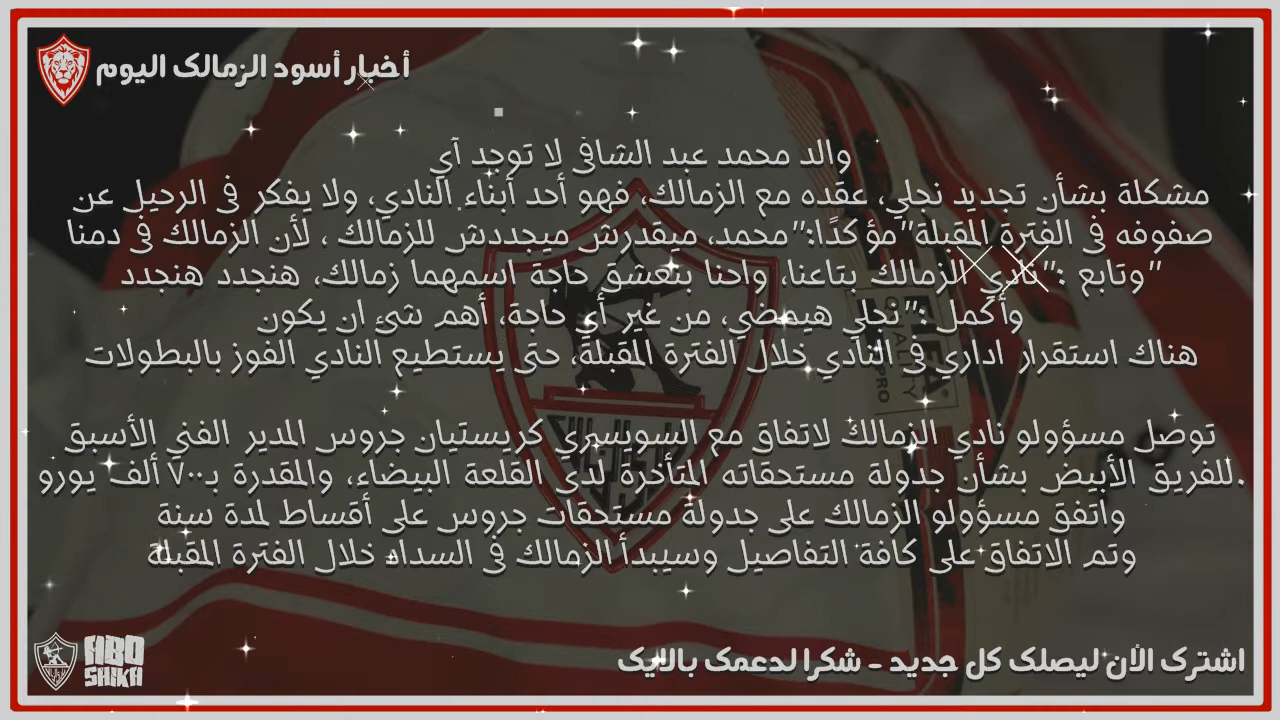 أخبار أسود الزمالك اليوم
والد محمد عبد الشافى لا توجد آي
مشكلة بشأن تجديد نجلي، عقده مع الزمالك، فهو أحد أبناء النادي، ولا يفكر في الرحيل عن
صفوفه في الفترة المقبلة"مؤكدًا:"محمد، ميقدرش ميجددش للزمالك ، لأن الزمالك في دمنا
"وتابع :"نادي الزمالك بتاعنا، واحنا بنعشق حاجة اسمهما زمالك، هنجدد هنجدد
وأكمل :"نجلي هيمضي، من غير أي حاجة، أهم شئ ان يكون
هناك استقرار اداري في النادي خلال الفترة المقبلة، حتى يستطيع النادي الفوز بالبطولات
توصل مسؤولو نادي الزمالك لاتفاق مع السويسري كريستيان جروس المدير الفني الأسبق
للفريق الأبيض بشأن جدولة مستحقاته المتأخرة لدى القلعة البيضاء، والمقدرة بـ٧٠٠ ألف يورو.
واتفق مسؤولو الزمالك على جدولة مستحقات جروس على أقساط لمدة سنة
وتم الاتفاق على كافة التفاصيل وسيبدأ الزمالك في السداد خلال الفترة المقبلة
اشترك الأن ليصلك كل جديد - شكرا لدعمك بالايك
ABO
SHIKA